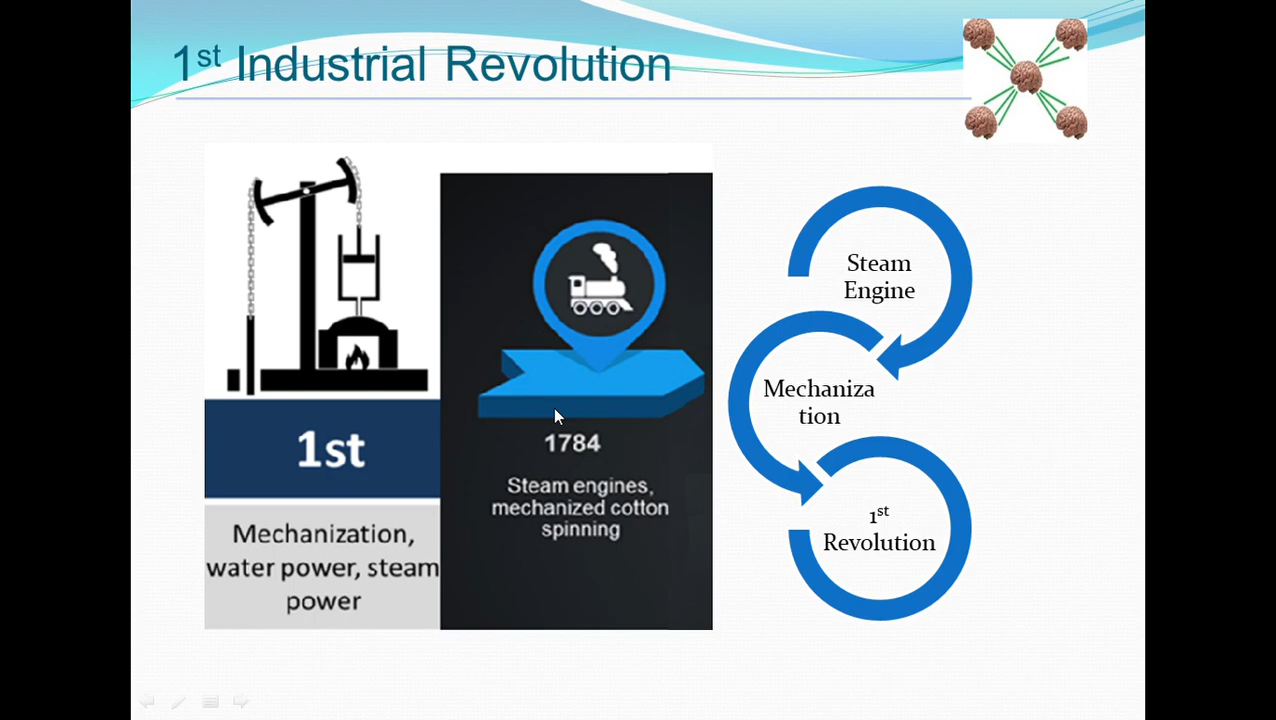 1st Industrial Revolution
1st
Mechanization,
water power, steam
power
1784
Steam engines,
mechanized cotton
spinning
Steam
Engine
Mechaniza
tion
1st
Revolution